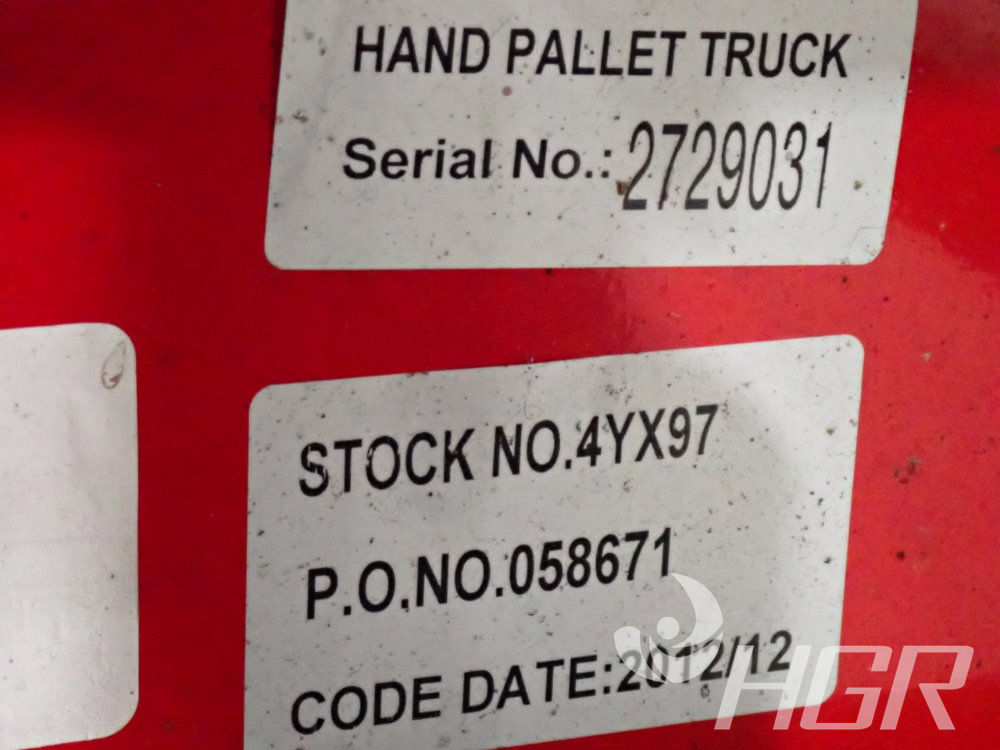 HAND PALLET TRUCK
Serial No.: 2729031
STOCK NO.4YX97
P.O.NO.058671
CODE DATE:2012/12
HGR